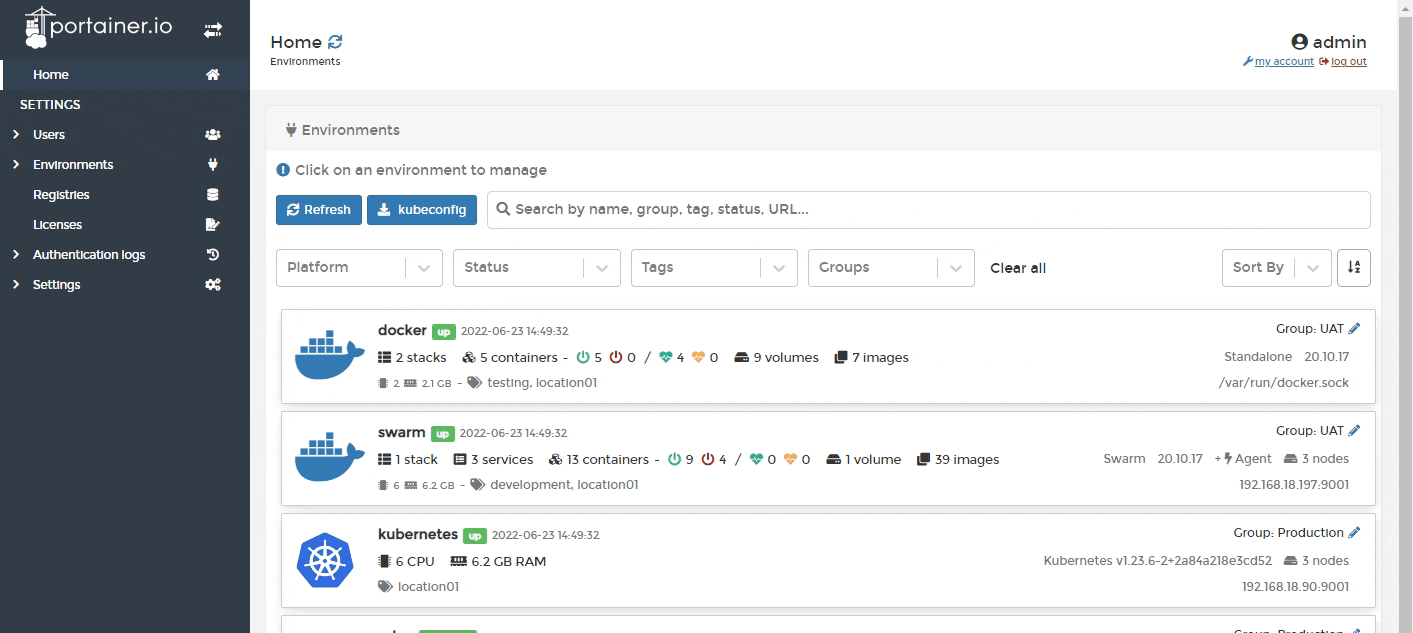 portainer.io
Home
SETTINGS
Users
Environments
Registries
Licenses
Authentication logs
Settings
Home
Environments
admin
my account log out
Environments
Click on an environment to manage
Refresh kubeconfig Search by name, group, tag, status, URL...
Platform Status Tags Groups Clear all Sort By
docker up 2022-06-23 14:49:32 Group: UAT
2 stacks 5 containers - 5 0 / 4 0 9 volumes 7 images Standalone 20.10.17
2 2.1 GB - testing, location01 /var/run/docker.sock
swarm up 2022-06-23 14:49:32 Group: UAT
1 stack 3 services 13 containers - 9 4 / 0 0 1 volume 39 images Swarm 20.10.17 + Agent 3 nodes
6 6.2 GB - development, location01 192.168.18.197:9001
kubernetes up 2022-06-23 14:49:32 Group: Production
6 CPU 6.2 GB RAM Kubernetes v1.23.6-2+2a84a218e3cd52 3 nodes
location01 192.168.18.90:9001
Group: Production